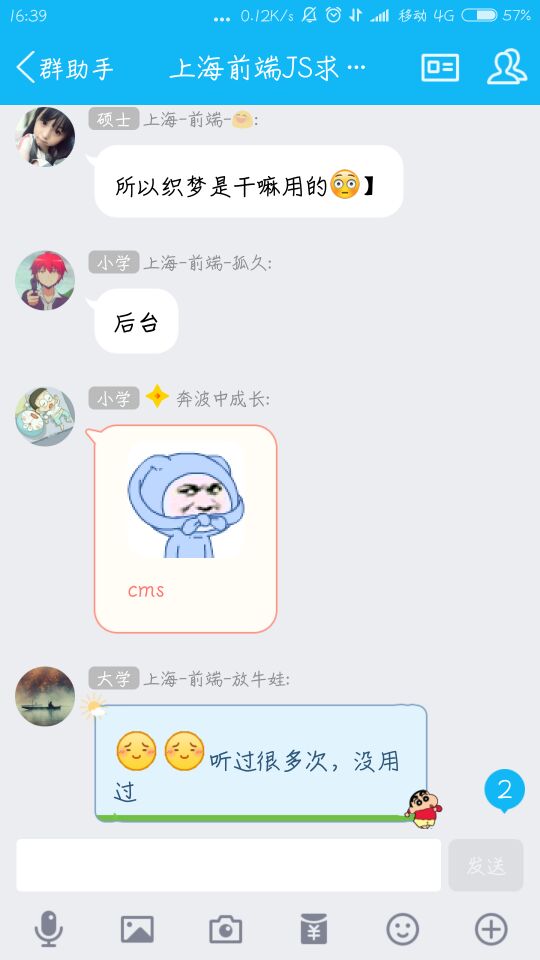 16:39 ... 0.12K/s 移动 4G 57%
群助手 上海前端JS求…
硕士 上海-前端-:
所以织梦是干嘛用的】
小学 上海-前端-孤久:
后台
小学 奔波中成长:
cms
大学 上海-前端-放牛娃:
听过很多次，没用
过
2
发送
¥